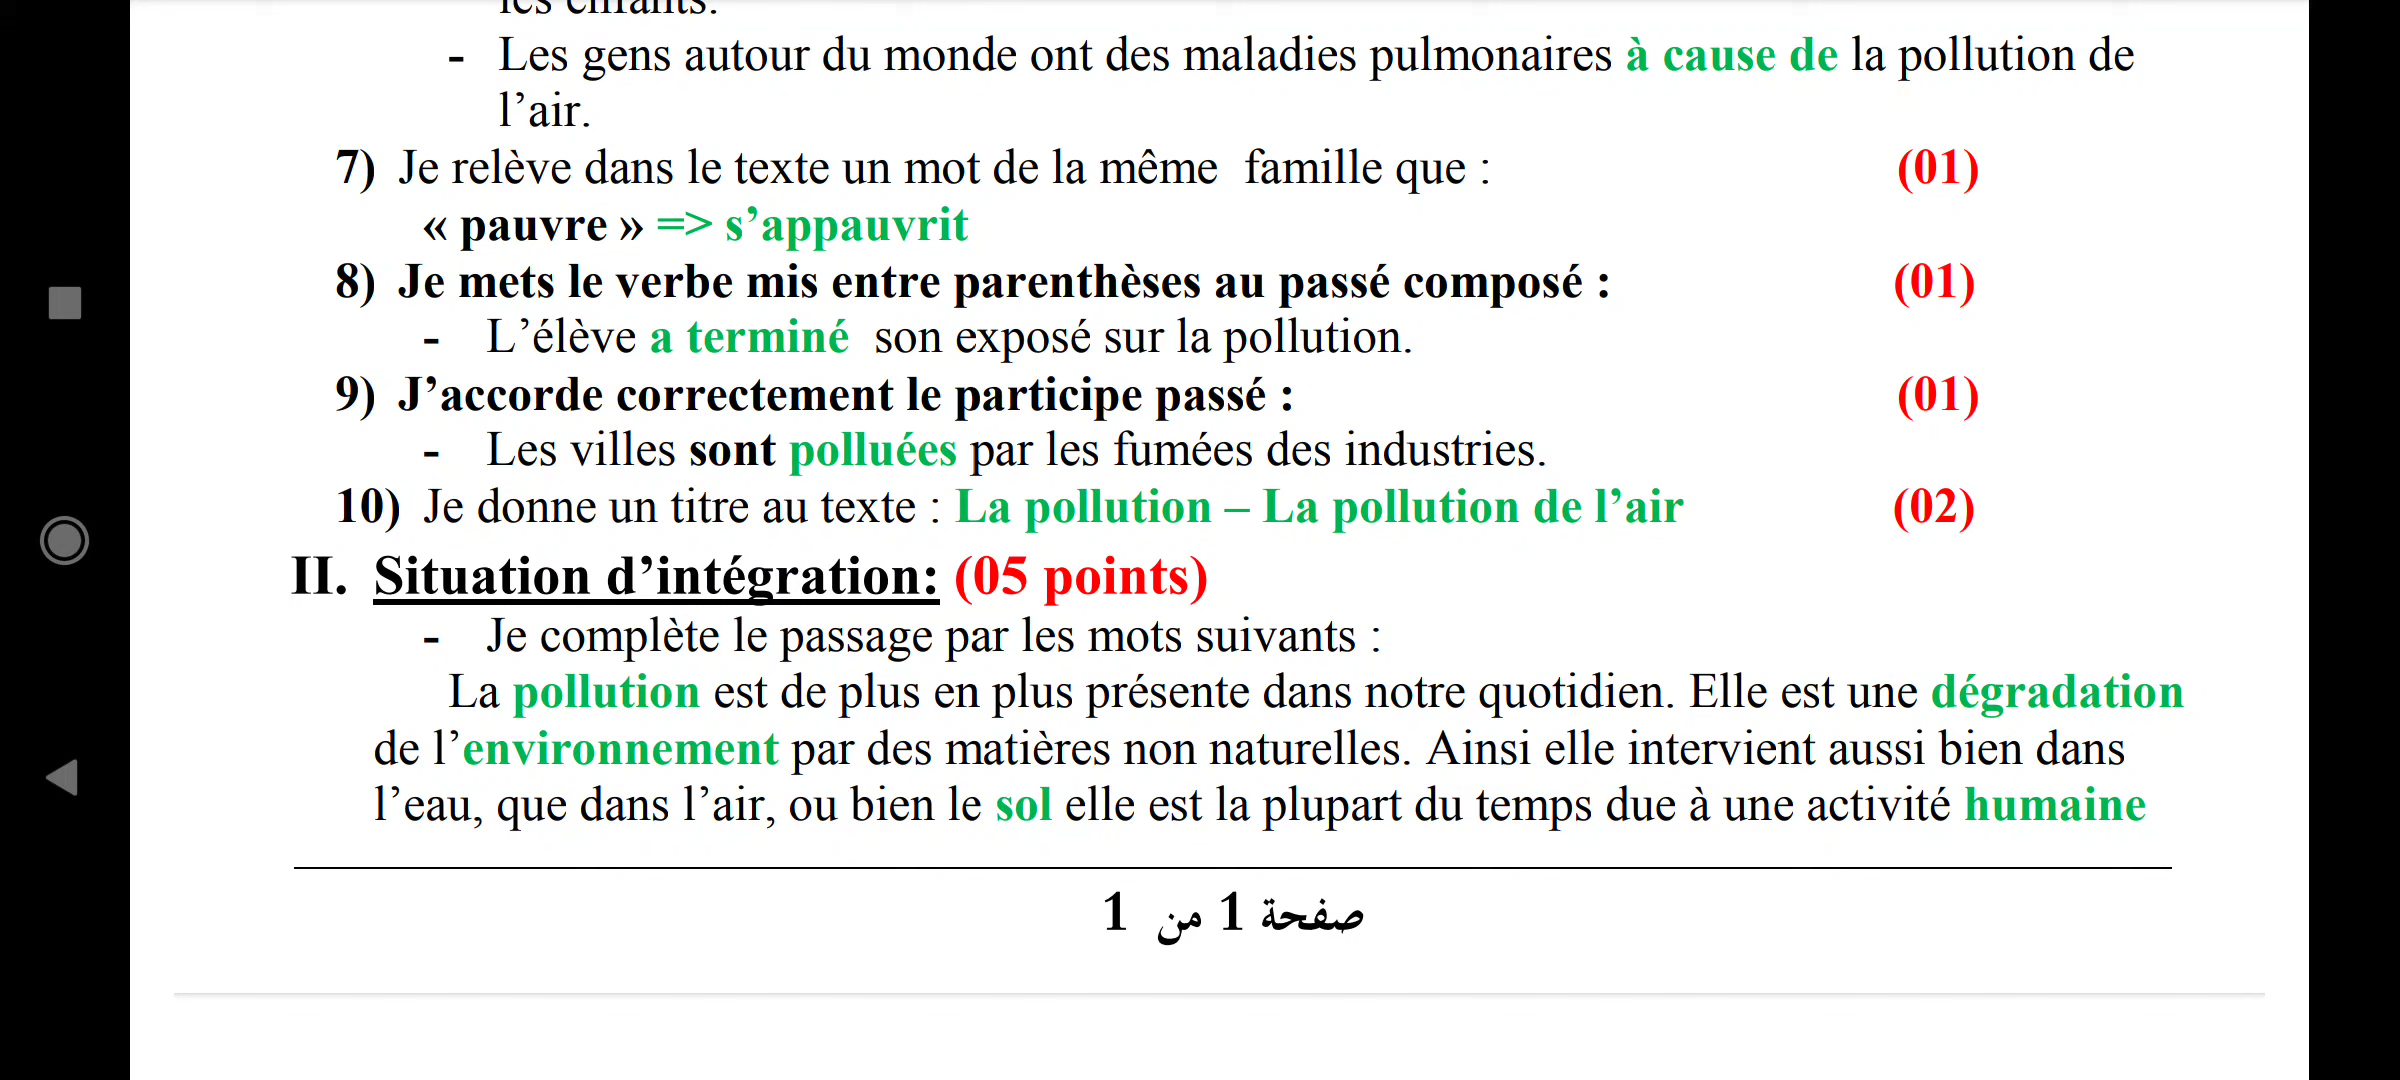 les enfants.
- Les gens autour du monde ont des maladies pulmonaires à cause de la pollution de
l’air.
7) Je relève dans le texte un mot de la même famille que : (01)
« pauvre » => s’appauvrit
8) Je mets le verbe mis entre parenthèses au passé composé : (01)
- L’élève a terminé son exposé sur la pollution.
9) J’accorde correctement le participe passé : (01)
- Les villes sont polluées par les fumées des industries.
10) Je donne un titre au texte : La pollution – La pollution de l’air (02)
II. Situation d’intégration: (05 points)
- Je complète le passage par les mots suivants :
La pollution est de plus en plus présente dans notre quotidien. Elle est une dégradation
de l’environnement par des matières non naturelles. Ainsi elle intervient aussi bien dans
l’eau, que dans l’air, ou bien le sol elle est la plupart du temps due à une activité humaine
صفحة 1 من 1